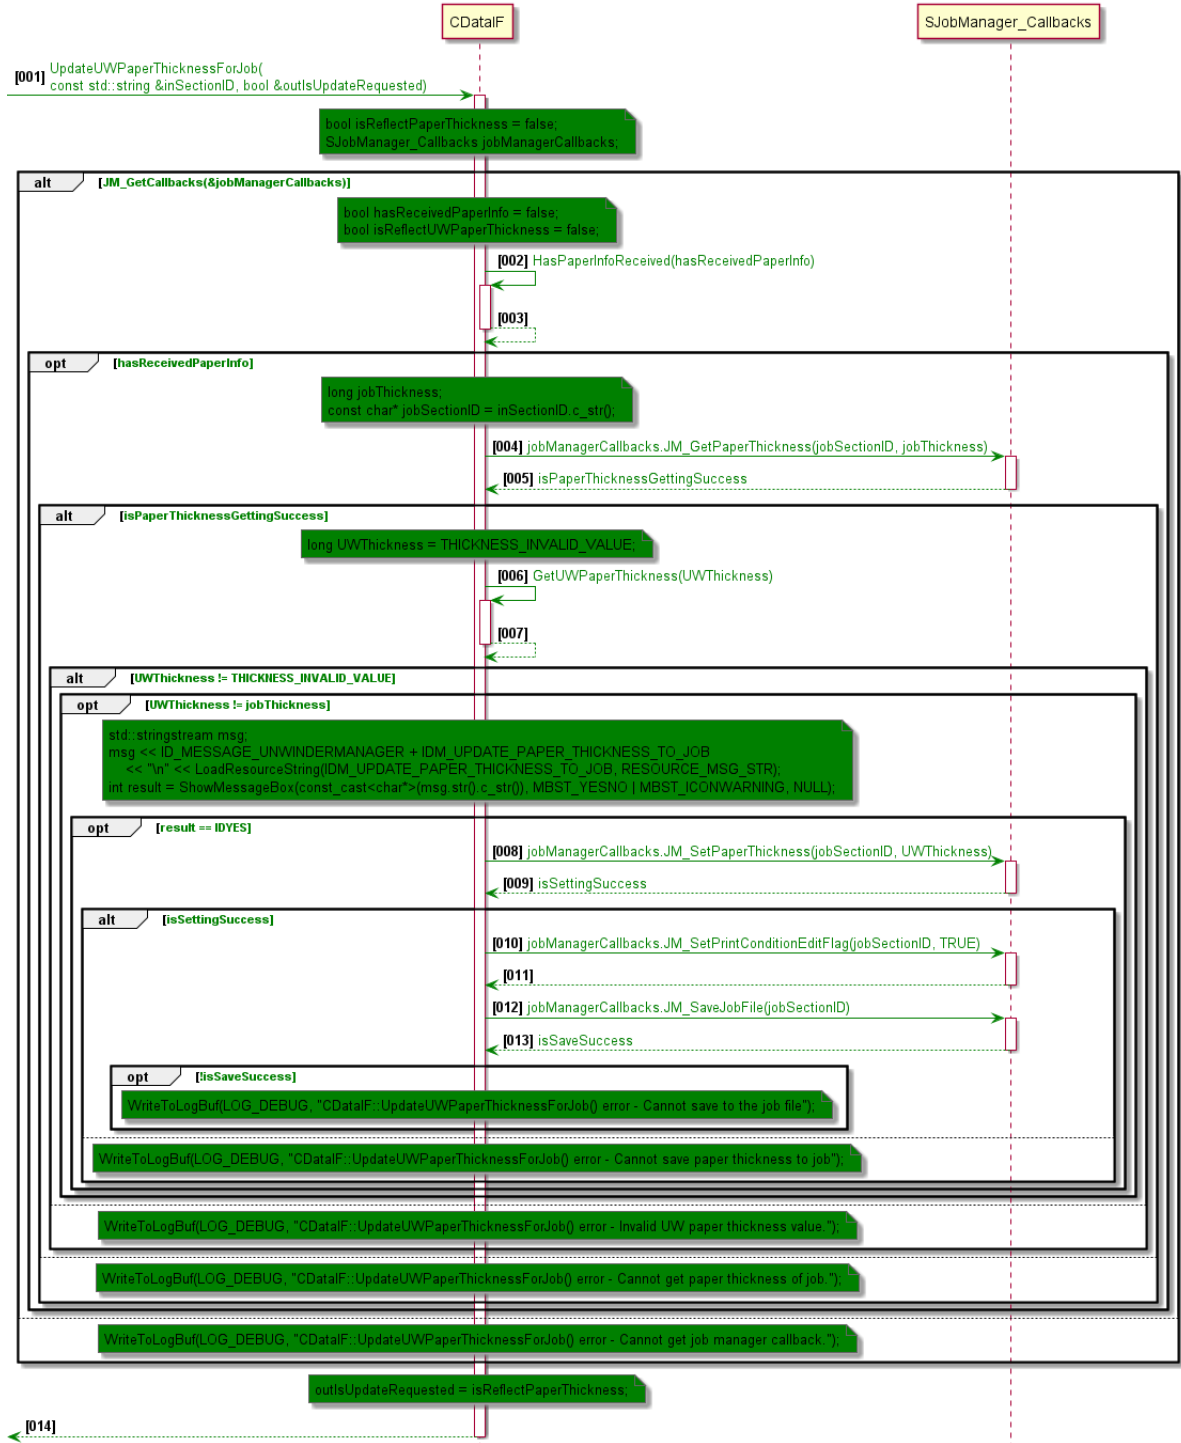 CDataIF
SJobManager_Callbacks
[001] UpdateUWPaperThicknessForJob(
const std::string &inSectionID, bool &outIsUpdateRequested)
bool isReflectPaperThickness = false;
SJobManager_Callbacks jobManagerCallbacks;
alt [JM_GetCallbacks(&jobManagerCallbacks)]
bool hasReceivedPaperInfo = false;
bool isReflectUWPaperThickness = false;
[002] HasPaperInfoReceived(hasReceivedPaperInfo)
[003]
opt [hasReceivedPaperInfo]
long jobThickness;
const char* jobSectionID = inSectionID.c_str();
[004] jobManagerCallbacks.JM_GetPaperThickness(jobSectionID, jobThickness)
[005] isPaperThicknessGettingSuccess
alt [isPaperThicknessGettingSuccess]
long UWThickness = THICKNESS_INVALID_VALUE;
[006] GetUWPaperThickness(UWThickness)
[007]
alt [UWThickness != THICKNESS_INVALID_VALUE]
opt [UWThickness != jobThickness]
std::stringstream msg;
msg << ID_MESSAGE_UNWINDERMANAGER + IDM_UPDATE_PAPER_THICKNESS_TO_JOB
<< "\n" << LoadResourceString(IDM_UPDATE_PAPER_THICKNESS_TO_JOB, RESOURCE_MSG_STR);
int result = ShowMessageBox(const_cast<char*>(msg.str().c_str()), MBST_YESNO | MBST_ICONWARNING, NULL);
opt [result == IDYES]
[008] jobManagerCallbacks.JM_SetPaperThickness(jobSectionID, UWThickness)
[009] isSettingSuccess
alt [isSettingSuccess]
[010] jobManagerCallbacks.JM_SetPrintConditionEditFlag(jobSectionID, TRUE)
[011]
[012] jobManagerCallbacks.JM_SaveJobFile(jobSectionID)
[013] isSaveSuccess
opt [!isSaveSuccess]
WriteToLogBuf(LOG_DEBUG, "CDataIF::UpdateUWPaperThicknessForJob() error - Cannot save to the job file");
WriteToLogBuf(LOG_DEBUG, "CDataIF::UpdateUWPaperThicknessForJob() error - Cannot save paper thickness to job");
WriteToLogBuf(LOG_DEBUG, "CDataIF::UpdateUWPaperThicknessForJob() error - Invalid UW paper thickness value.");
WriteToLogBuf(LOG_DEBUG, "CDataIF::UpdateUWPaperThicknessForJob() error - Cannot get paper thickness of job.");
WriteToLogBuf(LOG_DEBUG, "CDataIF::UpdateUWPaperThicknessForJob() error - Cannot get job manager callback.");
outIsUpdateRequested = isReflectPaperThickness;
[014]